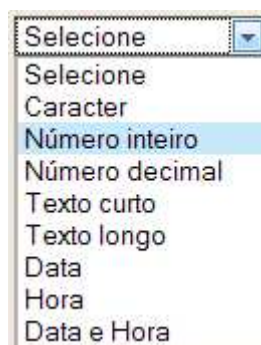 Selecione
Selecione
Caracter
Número inteiro
Número decimal
Texto curto
Texto longo
Data
Hora
Data e Hora